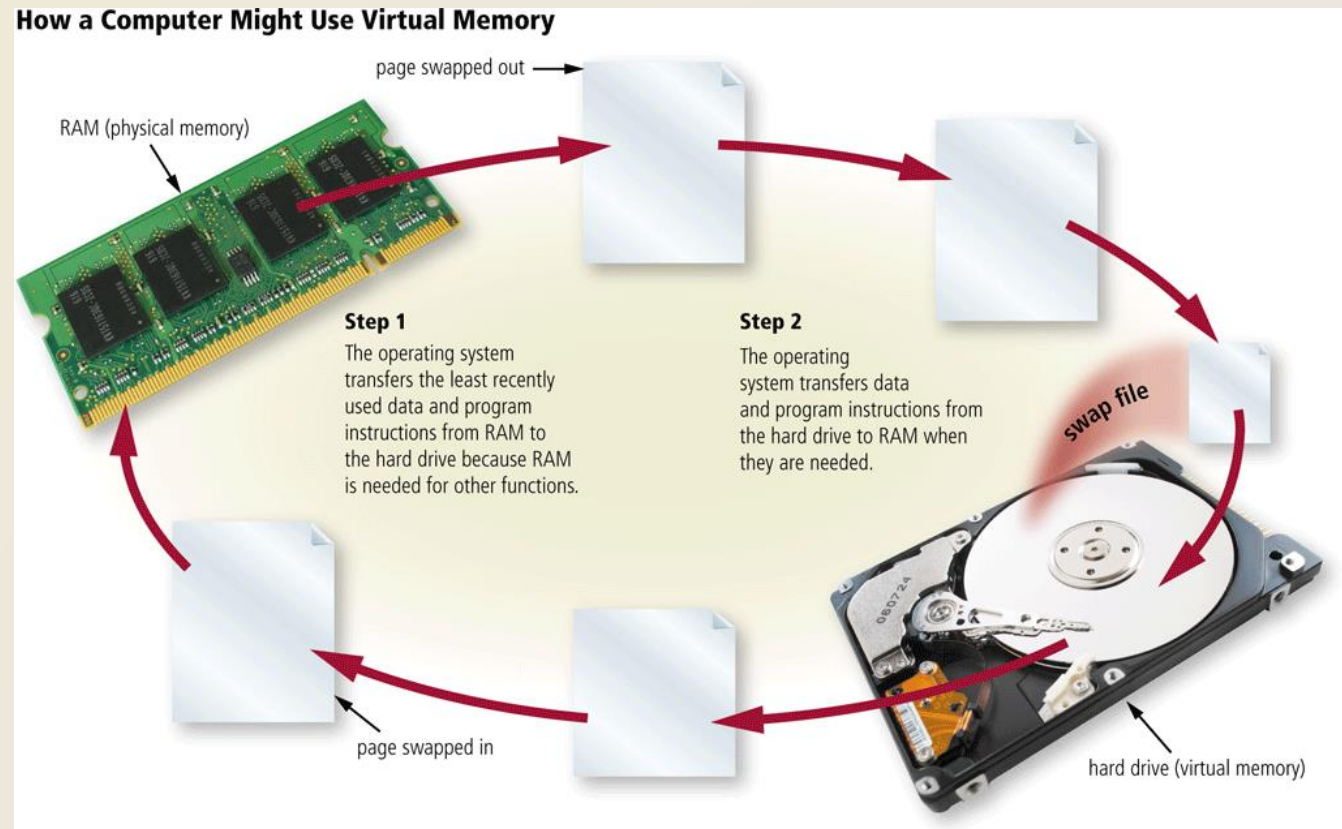 How a Computer Might Use Virtual Memory
page swapped out
RAM (physical memory)
Step 1
The operating system
transfers the least recently
used data and program
instructions from RAM to
the hard drive because RAM
is needed for other functions.
Step 2
The operating
system transfers data
and program instructions from
the hard drive to RAM when
they are needed.
swap file
080724
page swapped in
hard drive (virtual memory)